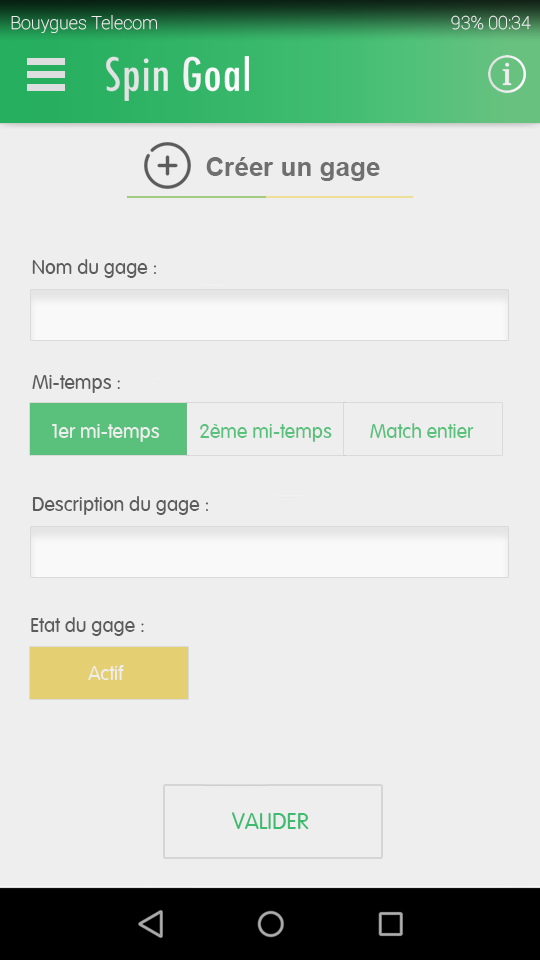 Bouygues Telecom 93% 00:34
Spin Goal i
Créer un gage
Nom du gage :
Mi-temps :
1er mi-temps 2ème mi-temps Match entier
Description du gage :
Etat du gage :
Actif
VALIDER